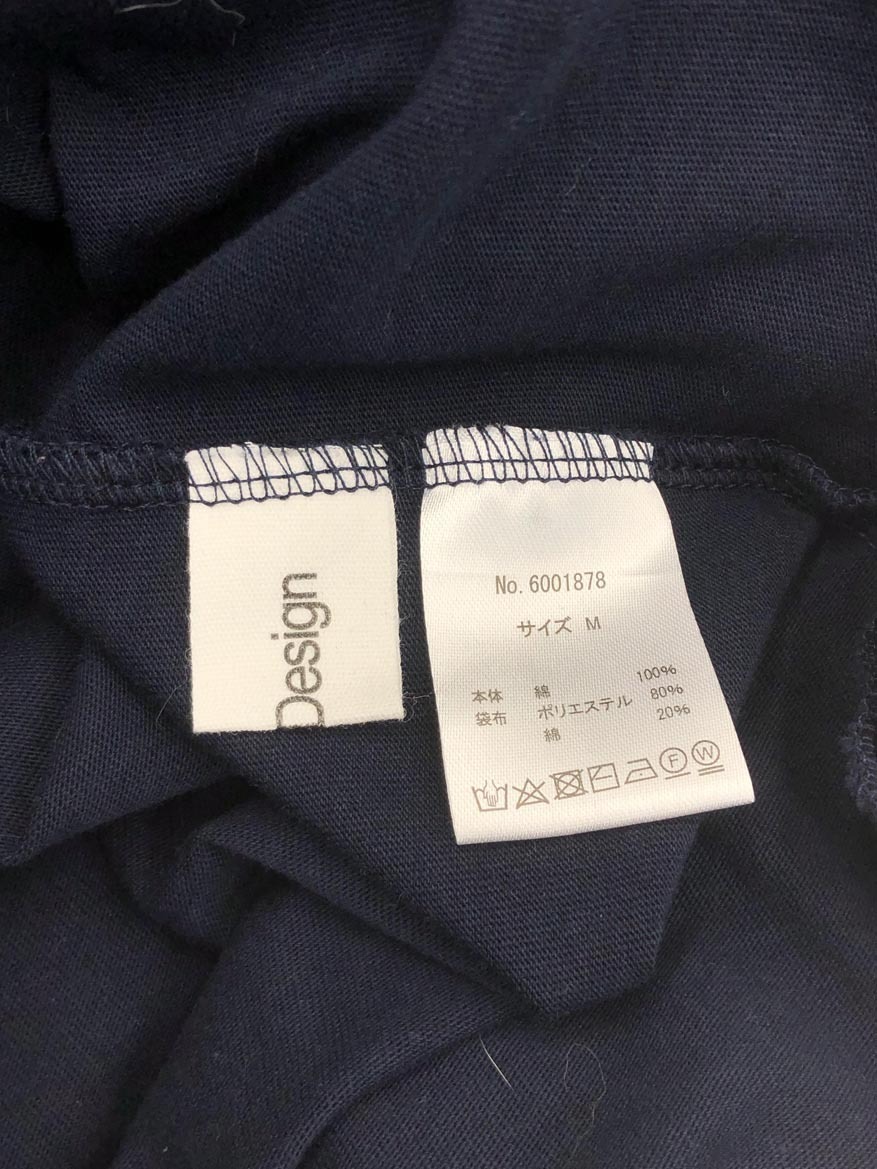 Design
No. 6001878
サイズ M
本体 綿 100%
袋布 ポリエステル 80%
綿 20%
F W